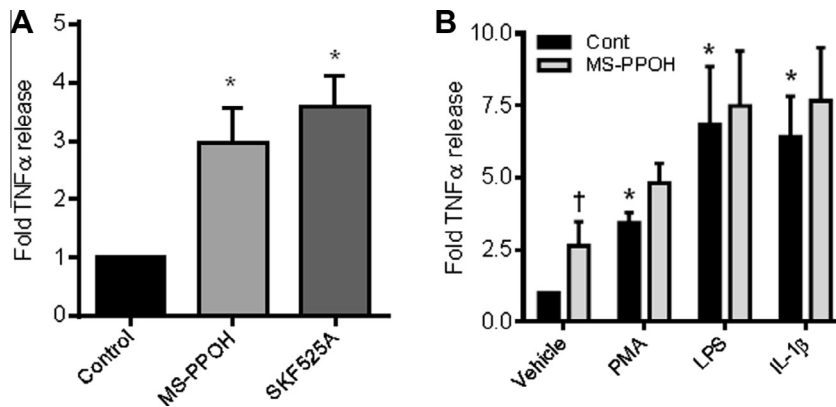 A
Fold TNFα release
5
4
3
2
1
0
*
*
Control
MS-PPOH
SKF525A
B
Fold TNFα release
10.0
7.5
5.0
2.5
0.0
Cont
MS-PPOH
†
*
*
*
Vehicle
PMA
LPS
IL-1β